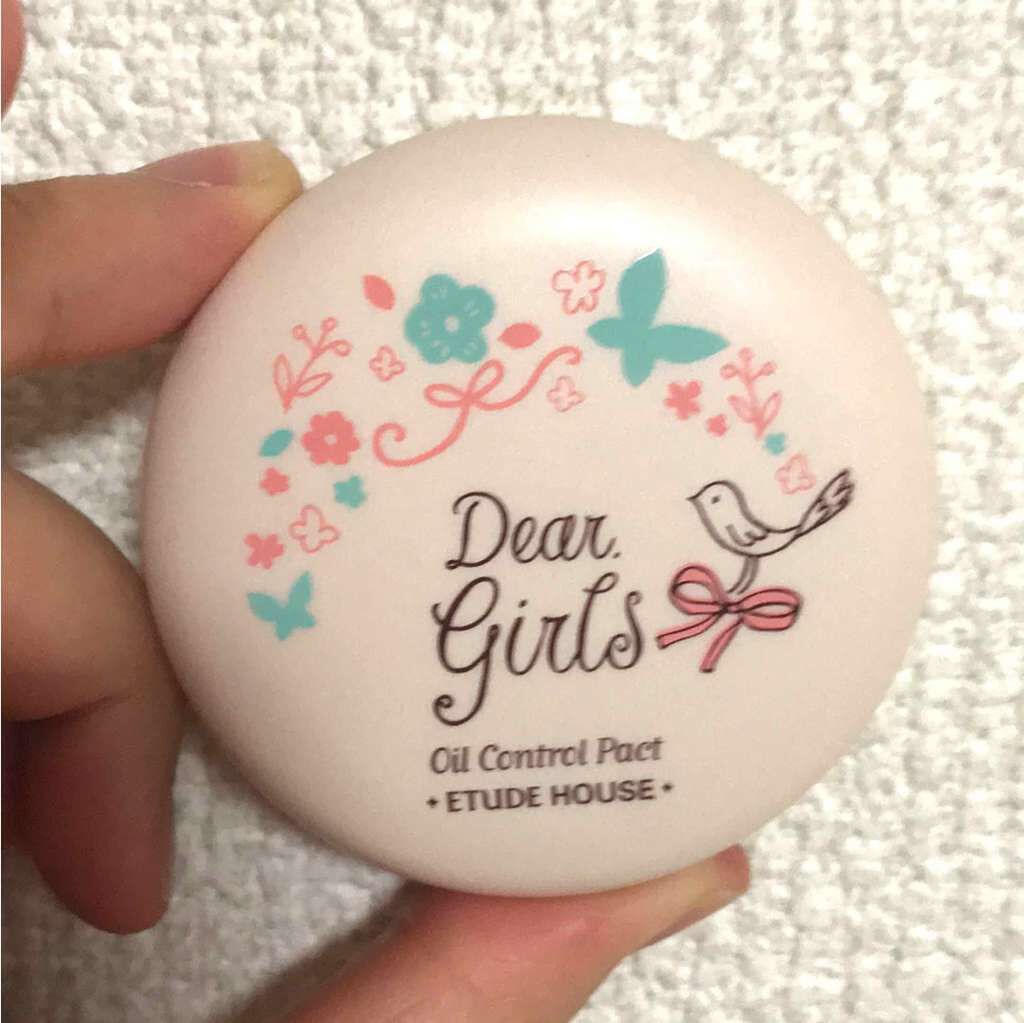 Dear.
Girls
Oil Control Pact
• ETUDE HOUSE •